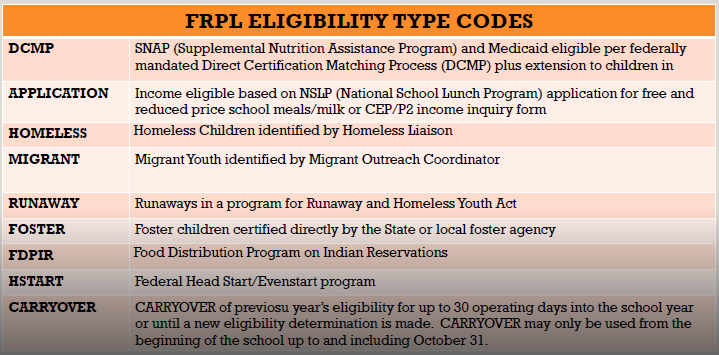 FRPL ELIGIBILITY TYPE CODES
DCMP SNAP (Supplemental Nutrition Assistance Program) and Medicaid eligible per federally
mandated Direct Certification Matching Process (DCMP) plus extension to children in
APPLICATION Income eligible based on NSLP (National School Lunch Program) application for free and
reduced price school meals/milk or CEP/P2 income inquiry form
HOMELESS Homeless Children identified by Homeless Liaison
MIGRANT Migrant Youth identified by Migrant Outreach Coordinator
RUNAWAY Runaways in a program for Runaway and Homeless Youth Act
FOSTER Foster children certified directly by the State or local foster agency
FDPIR Food Distribution Program on Indian Reservations
HSTART Federal Head Start/Evenstart program
CARRYOVER CARRYOVER of previosu year's eligibility for up to 30 operating days into the school year
or until a new eligibility determination is made. CARRYOVER may only be used from the
beginning of the school up to and including October 31.